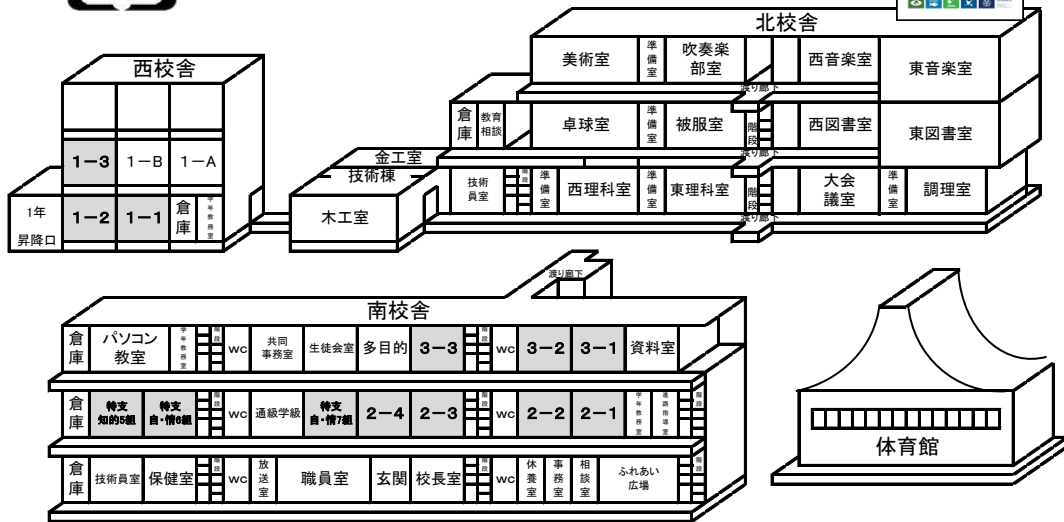 北校舎
美術室
準備室
吹奏楽部室
西音楽室
東音楽室
渡り廊下
倉庫
教育相談
卓球室
準備室
被服室
階段
西図書室
東図書室
渡り廊下
技術員室
階段
準備室
西理科室
準備室
東理科室
階段
大会議室
準備室
調理室
渡り廊下
金工室
技術棟
木工室
西校舎
1-3
1-B
1-A
1年
昇降口
1-2
1-1
倉庫
学年教務室
渡り廊下
南校舎
倉庫
パソコン教室
学年教務室
階段
WC
共同事務室
生徒会室
多目的
3-3
階段
WC
3-2
3-1
資料室
倉庫
特支
知的5組
特支
自・情6組
階段
WC
通級学級
特支
自・情7組
2-4
2-3
階段
WC
2-2
2-1
学年教務室
進路指導室
階段
倉庫
技術員室
保健室
階段
WC
放送室
職員室
玄関
校長室
階段
WC
休養室
事務室
相談室
ふれあい広場
階段
体育館